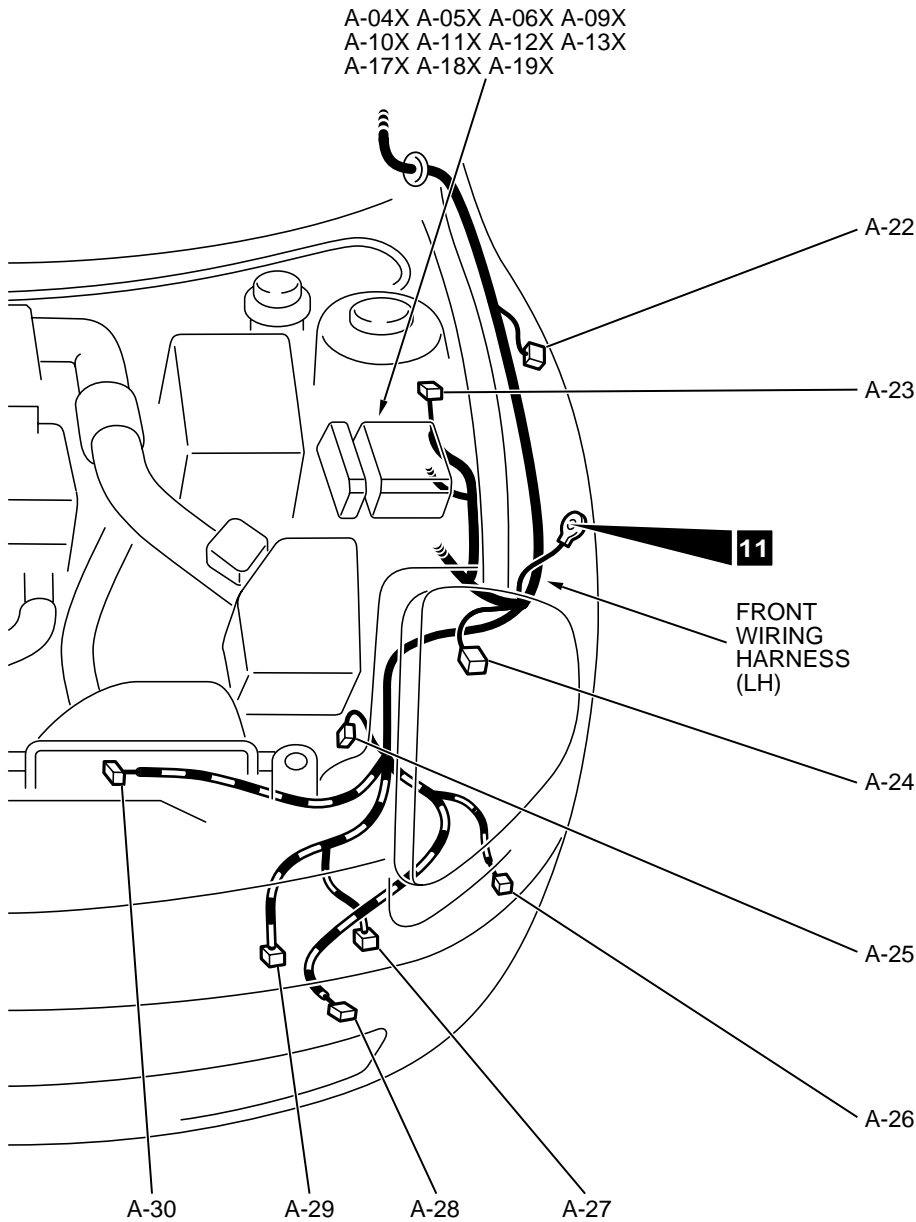 A-04X A-05X A-06X A-09X
A-10X A-11X A-12X A-13X
A-17X A-18X A-19X
A-22
A-23
11
FRONT
WIRING
HARNESS
(LH)
A-24
A-25
A-26
A-30 A-29 A-28 A-27